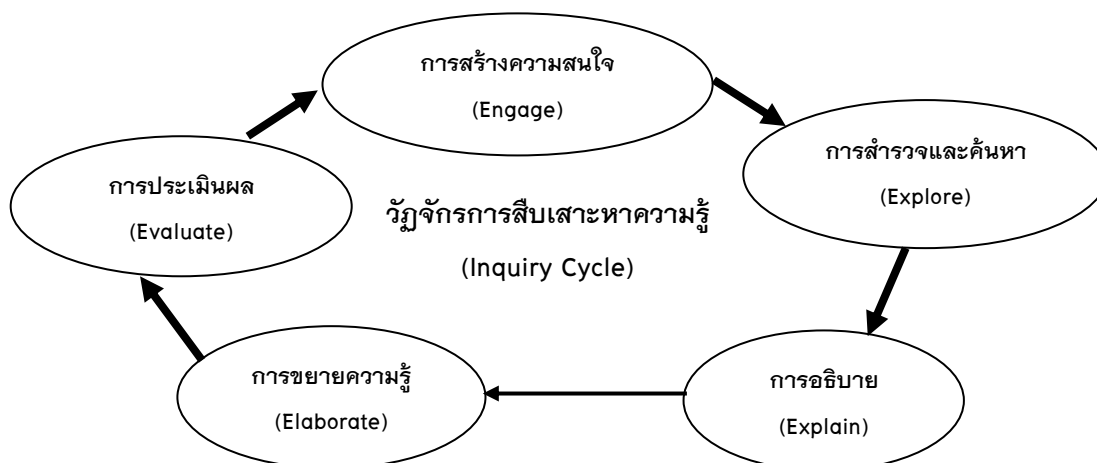 การสร้างความสนใจ
(Engage)
การสำรวจและค้นหา
(Explore)
การประเมินผล
(Evaluate)
วัฏจักรการสืบเสาะหาความรู้
(Inquiry Cycle)
การขยายความรู้
(Elaborate)
การอธิบาย
(Explain)